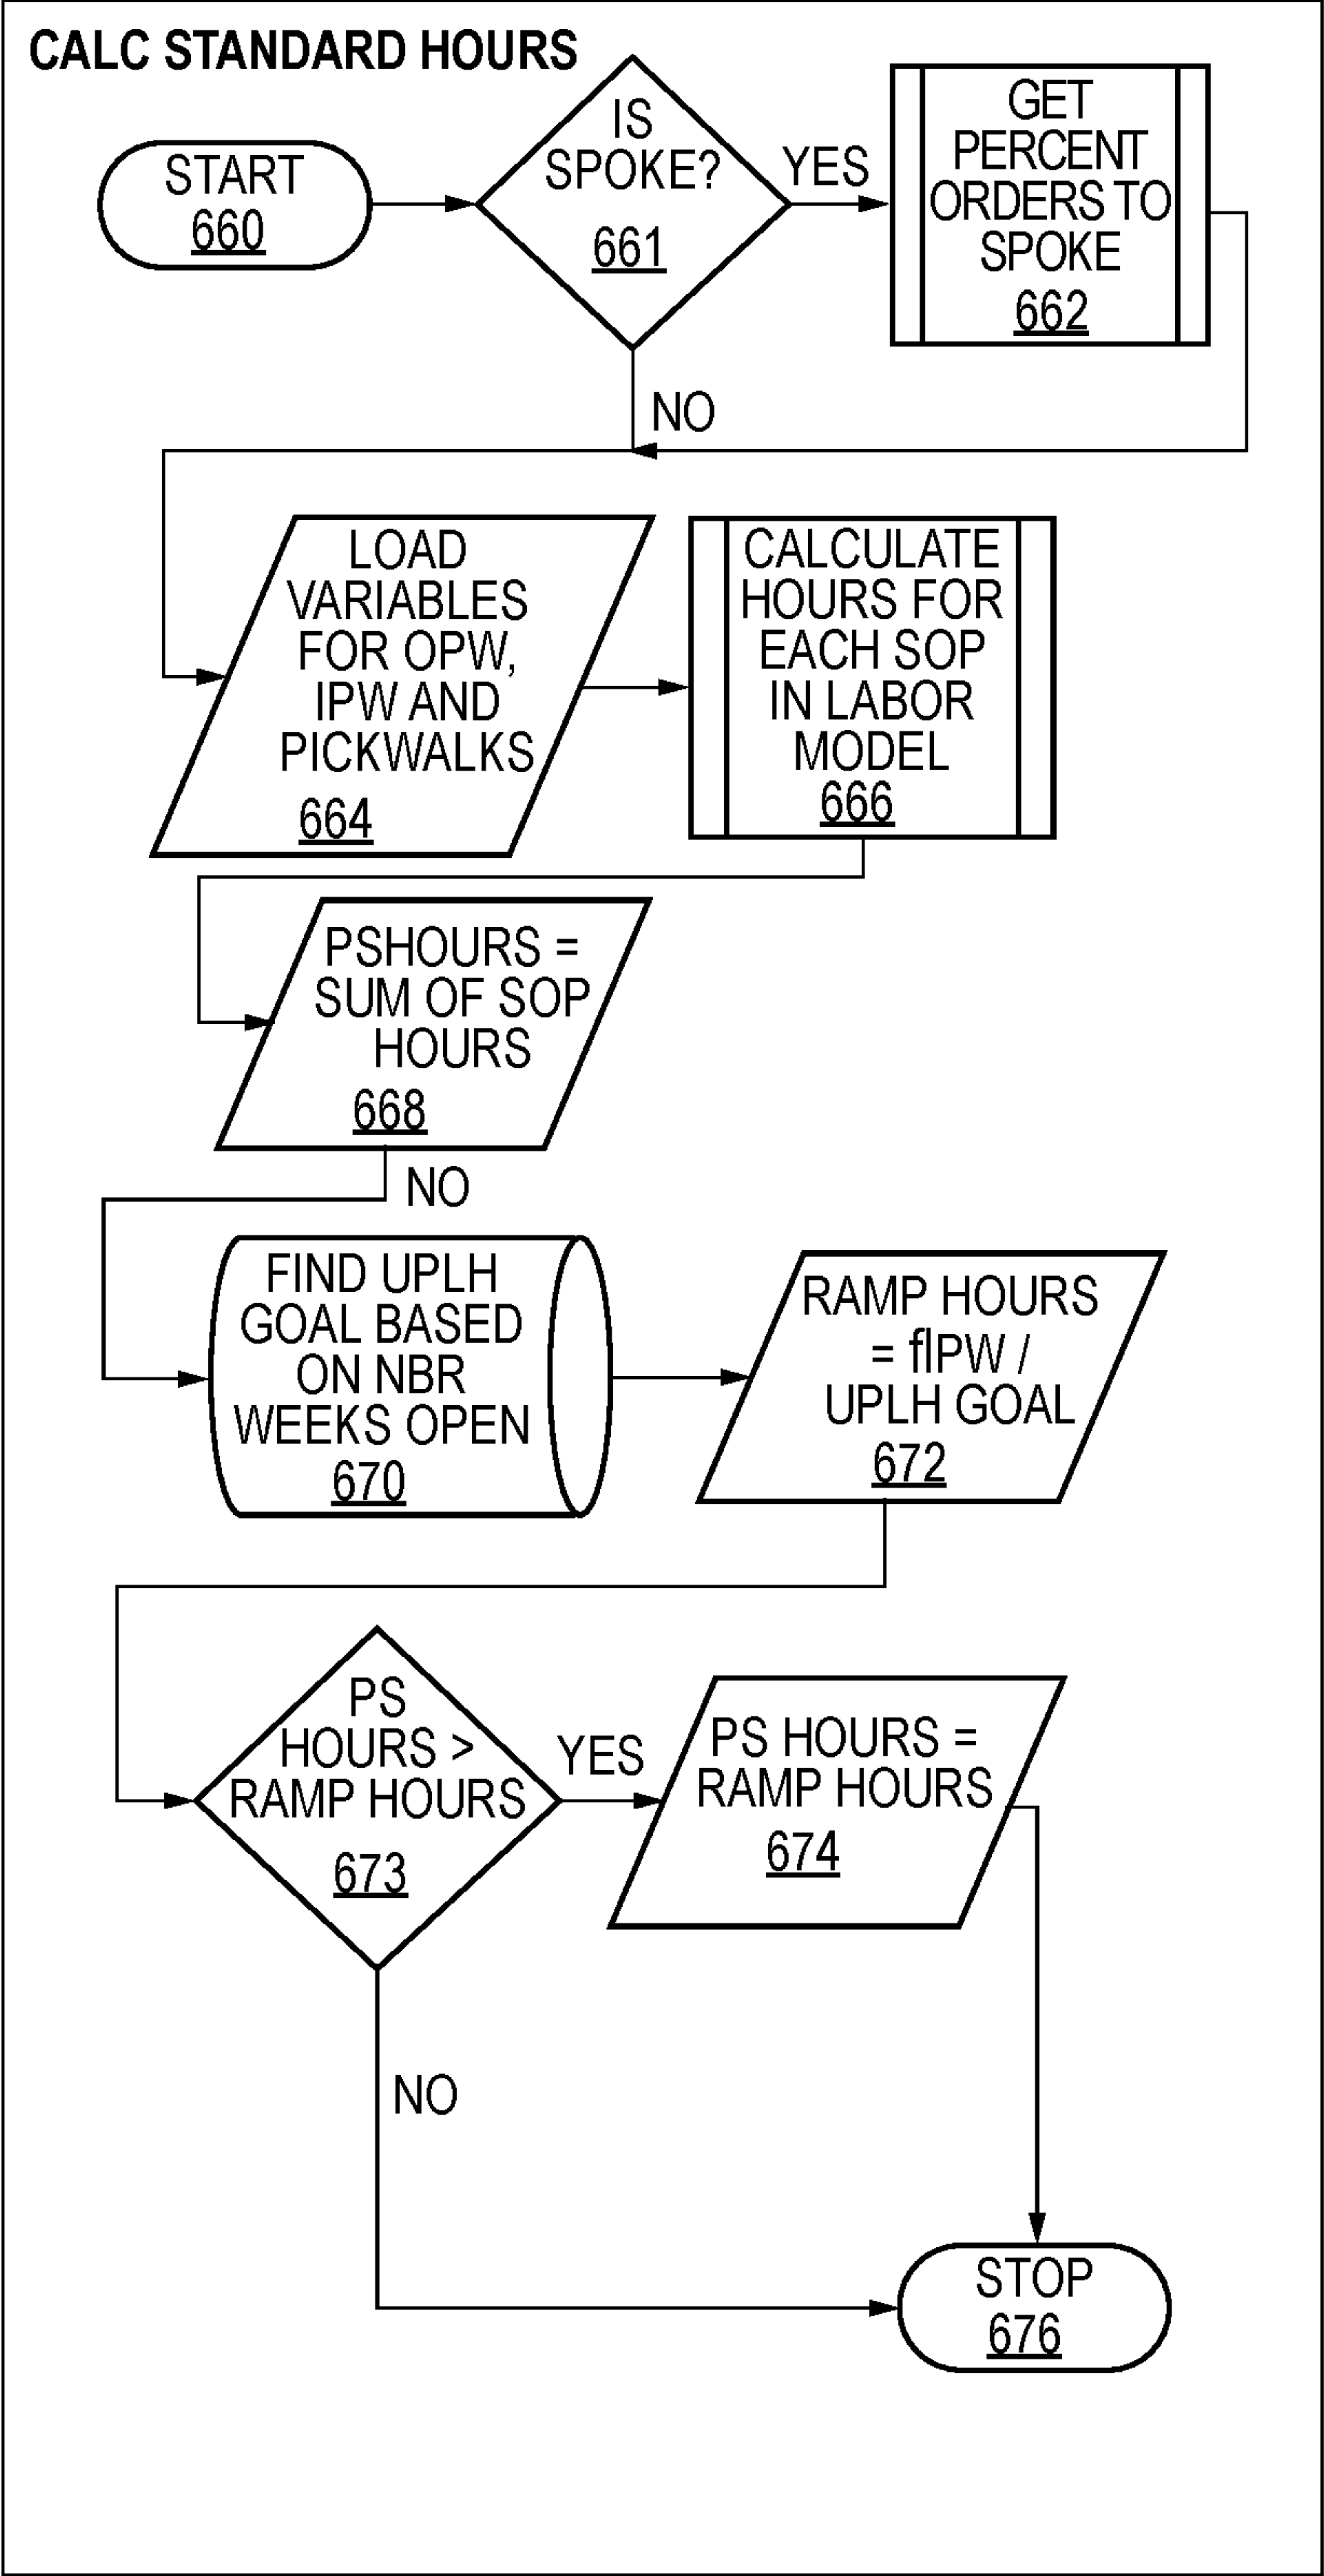 CALC STANDARD HOURS
START
660
IS
SPOKE?
661
YES
GET
PERCENT
ORDERS TO
SPOKE
662
NO
LOAD
VARIABLES
FOR OPW,
IPW AND
PICKWALKS
664
CALCULATE
HOURS FOR
EACH SOP
IN LABOR
MODEL
666
PSHOURS =
SUM OF SOP
HOURS
668
NO
FIND UPLH
GOAL BASED
ON NBR
WEEKS OPEN
670
RAMP HOURS
= flPW /
UPLH GOAL
672
PS
HOURS >
RAMP HOURS
673
YES
PS HOURS =
RAMP HOURS
674
NO
STOP
676